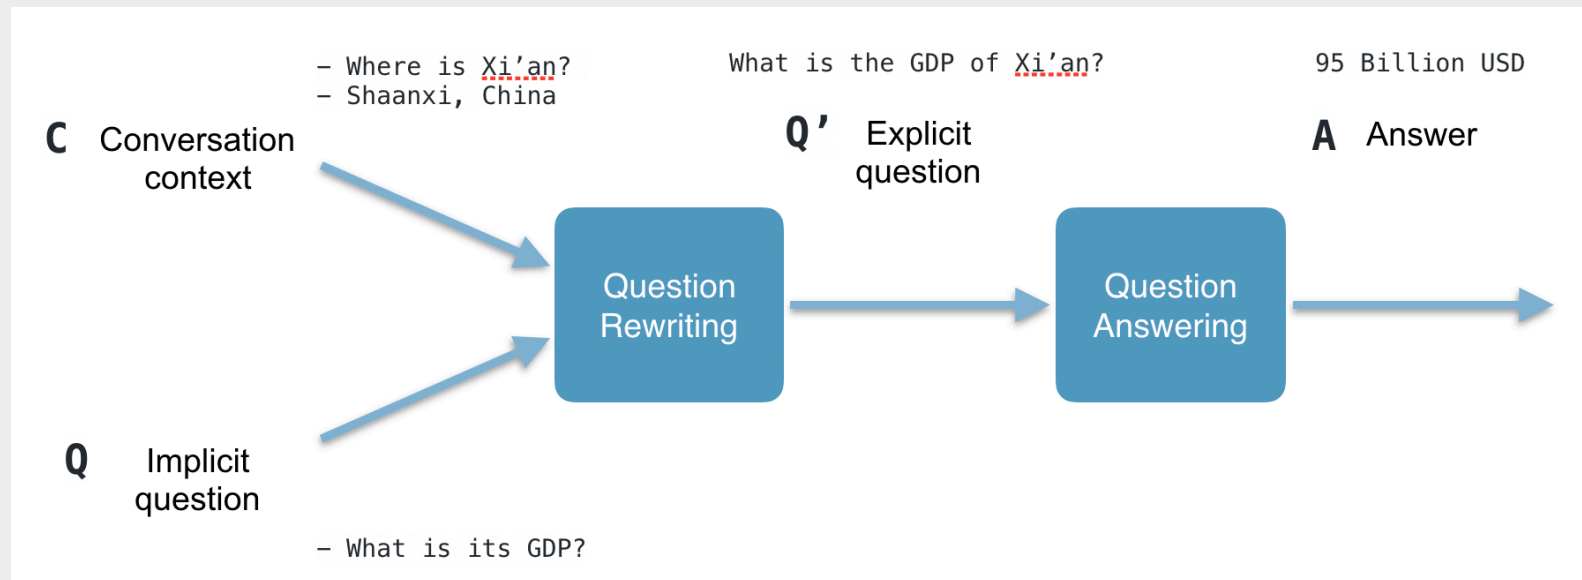 – Where is Xi’an?
– Shaanxi, China
What is the GDP of Xi’an?
95 Billion USD
C Conversation
context
Q’ Explicit
question
A Answer
Question
Rewriting
Question
Answering
Q Implicit
question
– What is its GDP?